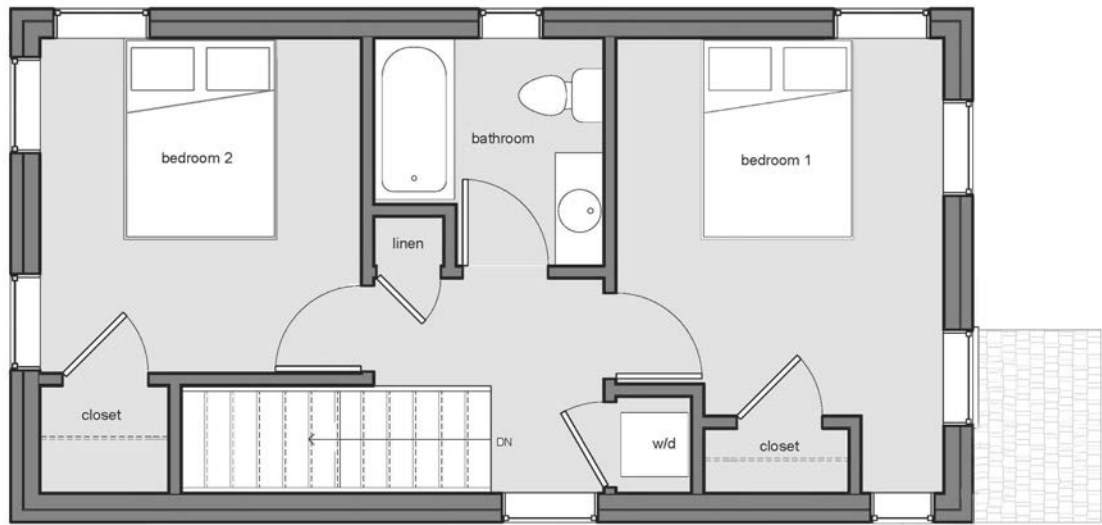 bathroom
bedroom 2
bedroom 1
linen
closet
DN
w/d
closet